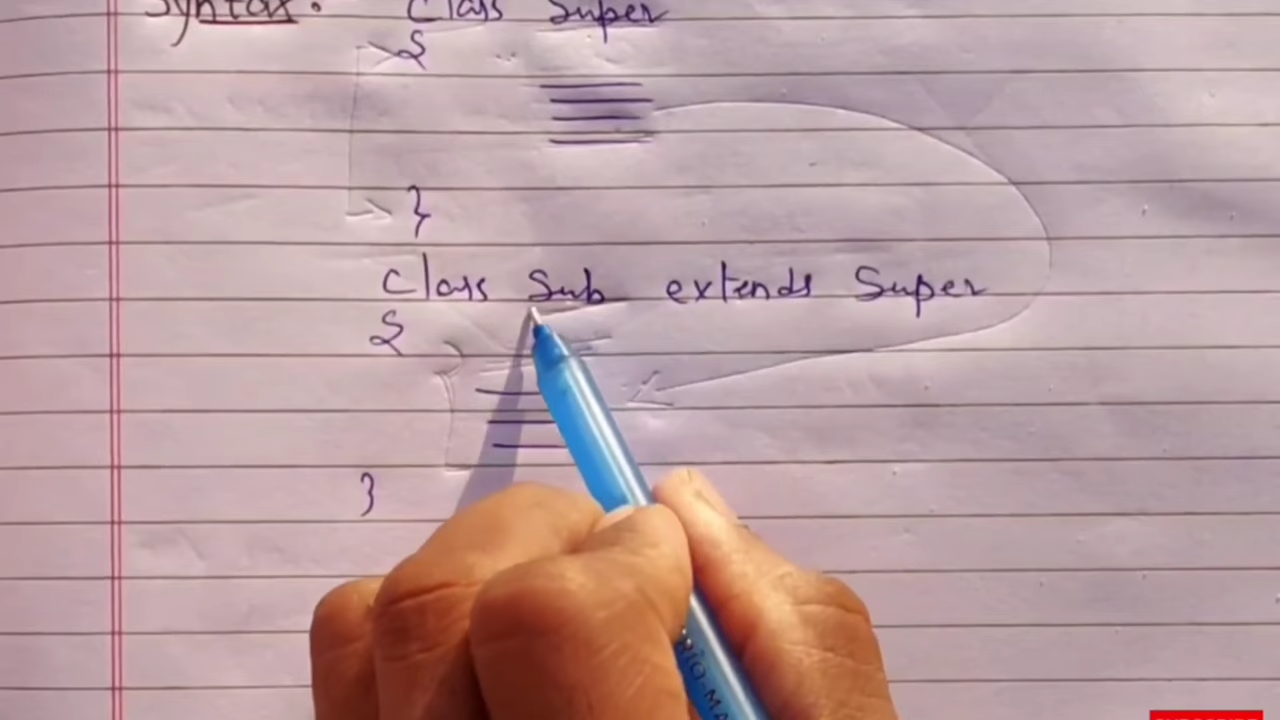 Syntax: Class Super
{
}
Class Sub extends Super
{
}